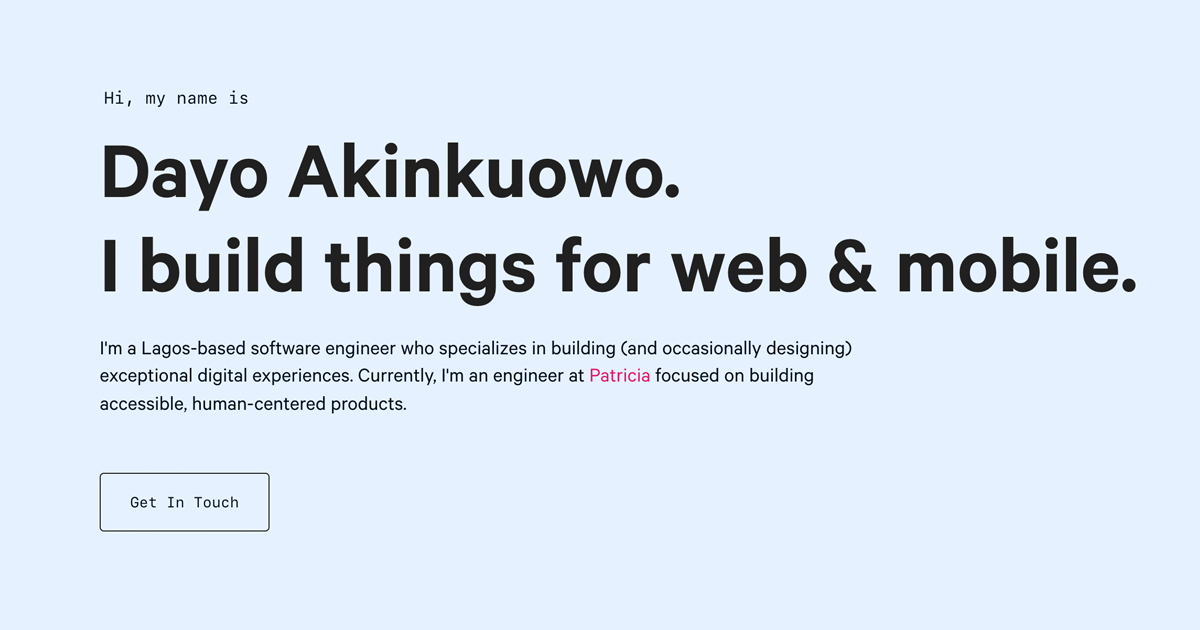 Hi, my name is
Dayo Akinkuowo.
I build things for web & mobile.
I'm a Lagos-based software engineer who specializes in building (and occasionally designing)
exceptional digital experiences. Currently, I'm an engineer at Patricia focused on building
accessible, human-centered products.
Get In Touch